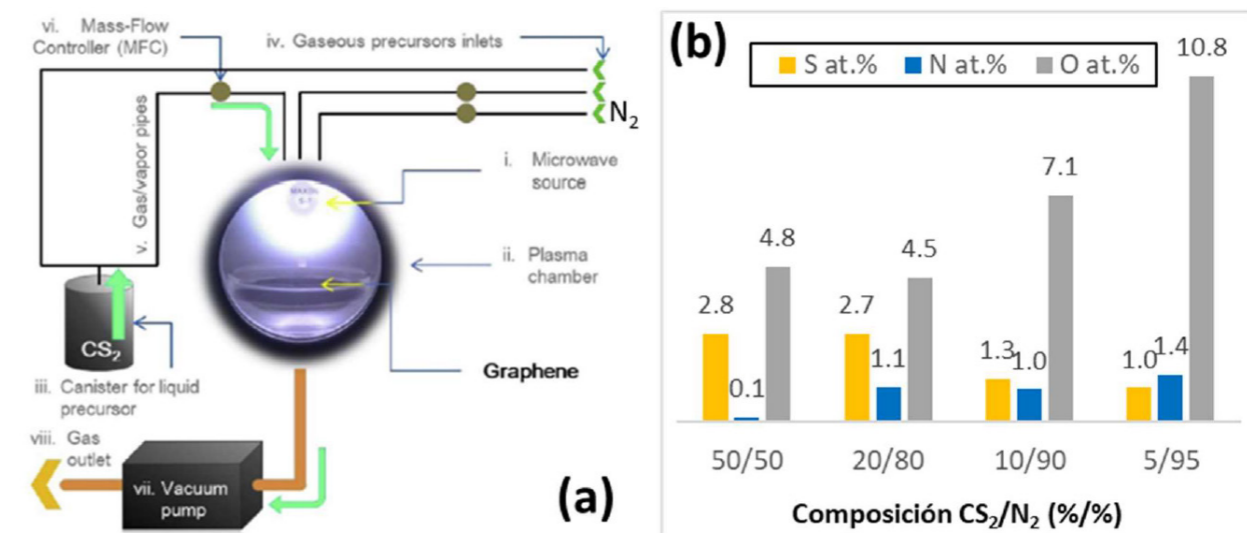 vi. Mass-Flow
Controller (MFC)
iv. Gaseous precursors inlets
N₂
v. Gas/vapor pipes
i. Microwave
source
ii. Plasma
chamber
CS₂
Graphene
iii. Canister for liquid
precursor
viii. Gas
outlet
vii. Vacuum
pump
(a)
(b)
S at.% N at.% O at.%
2.8
0.1
4.8
2.7
1.1
4.5
1.3
1.0
7.1
1.0
1.4
10.8
50/50 20/80 10/90 5/95
Composición CS₂/N₂ (%/%)